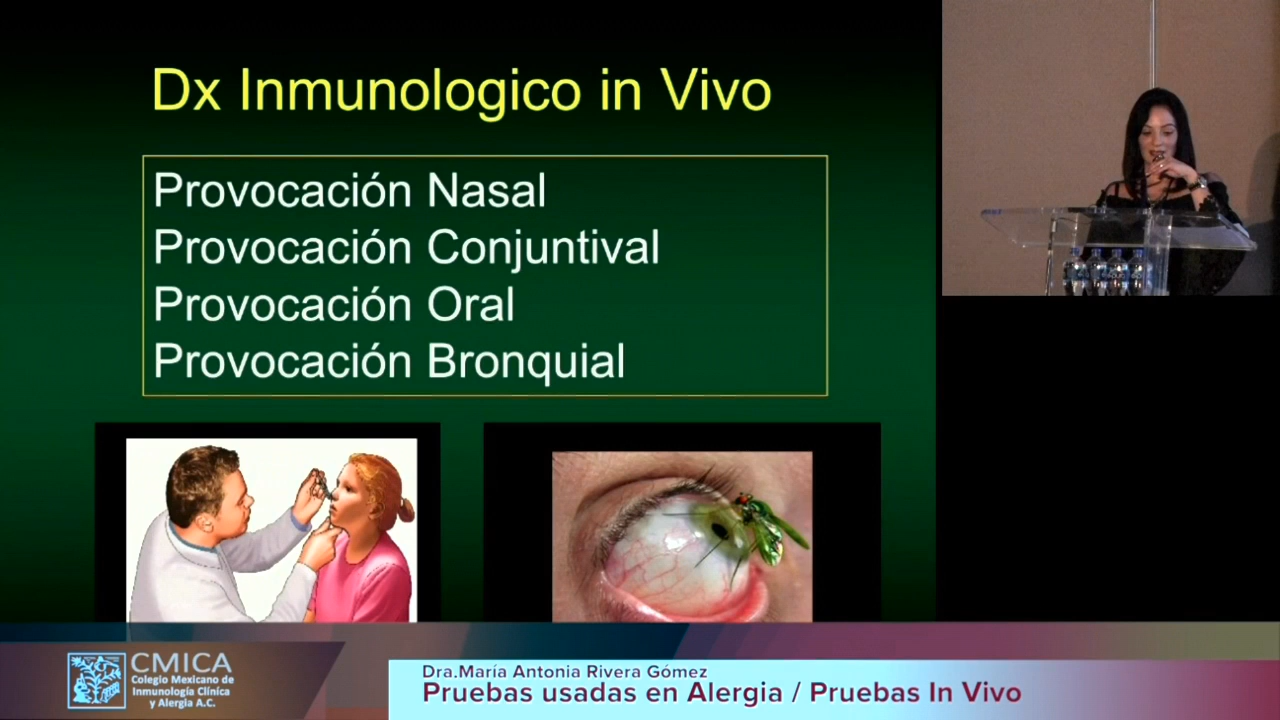 Dx Inmunologico in Vivo
Provocación Nasal
Provocación Conjuntival
Provocación Oral
Provocación Bronquial
CMICA
Colegio Mexicano de
Inmunología Clínica
y Alergia A.C.
Dra.María Antonia Rivera Gómez
Pruebas usadas en Alergia / Pruebas In Vivo